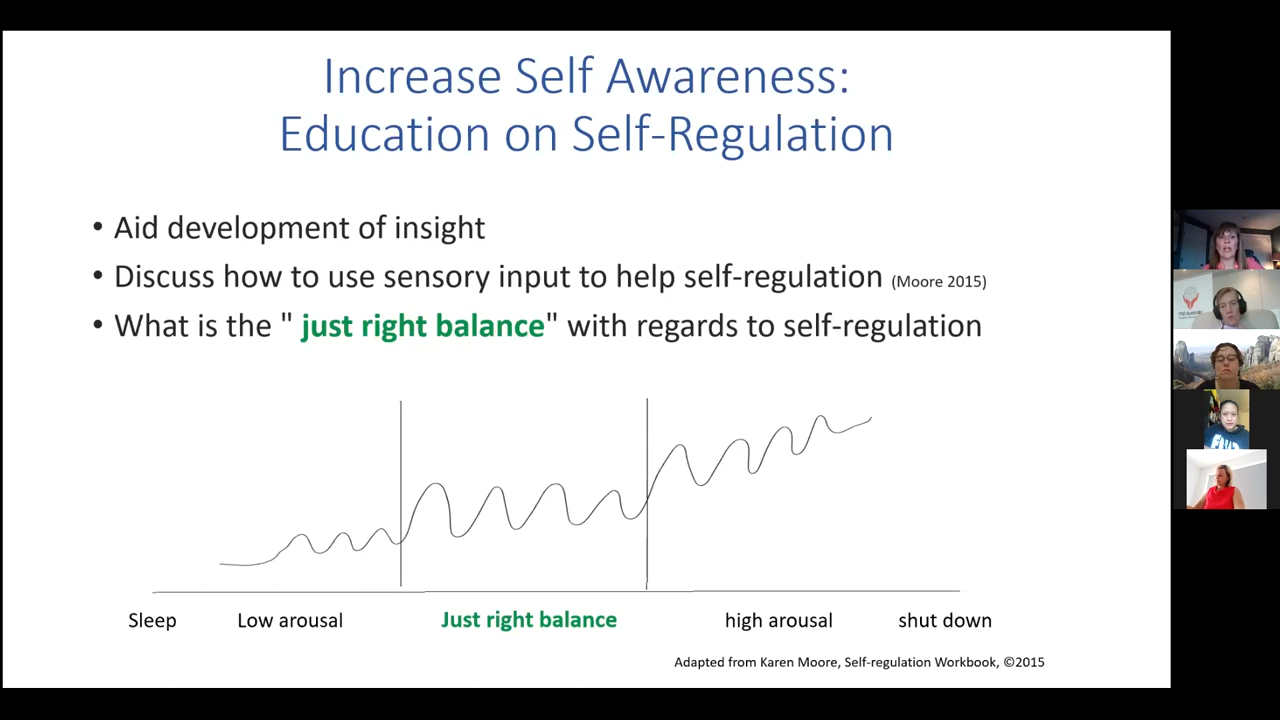 Increase Self Awareness:
Education on Self-Regulation
• Aid development of insight
• Discuss how to use sensory input to help self-regulation (Moore 2015)
• What is the " just right balance" with regards to self-regulation
Sleep Low arousal Just right balance high arousal shut down
Adapted from Karen Moore, Self-regulation Workbook, ©2015